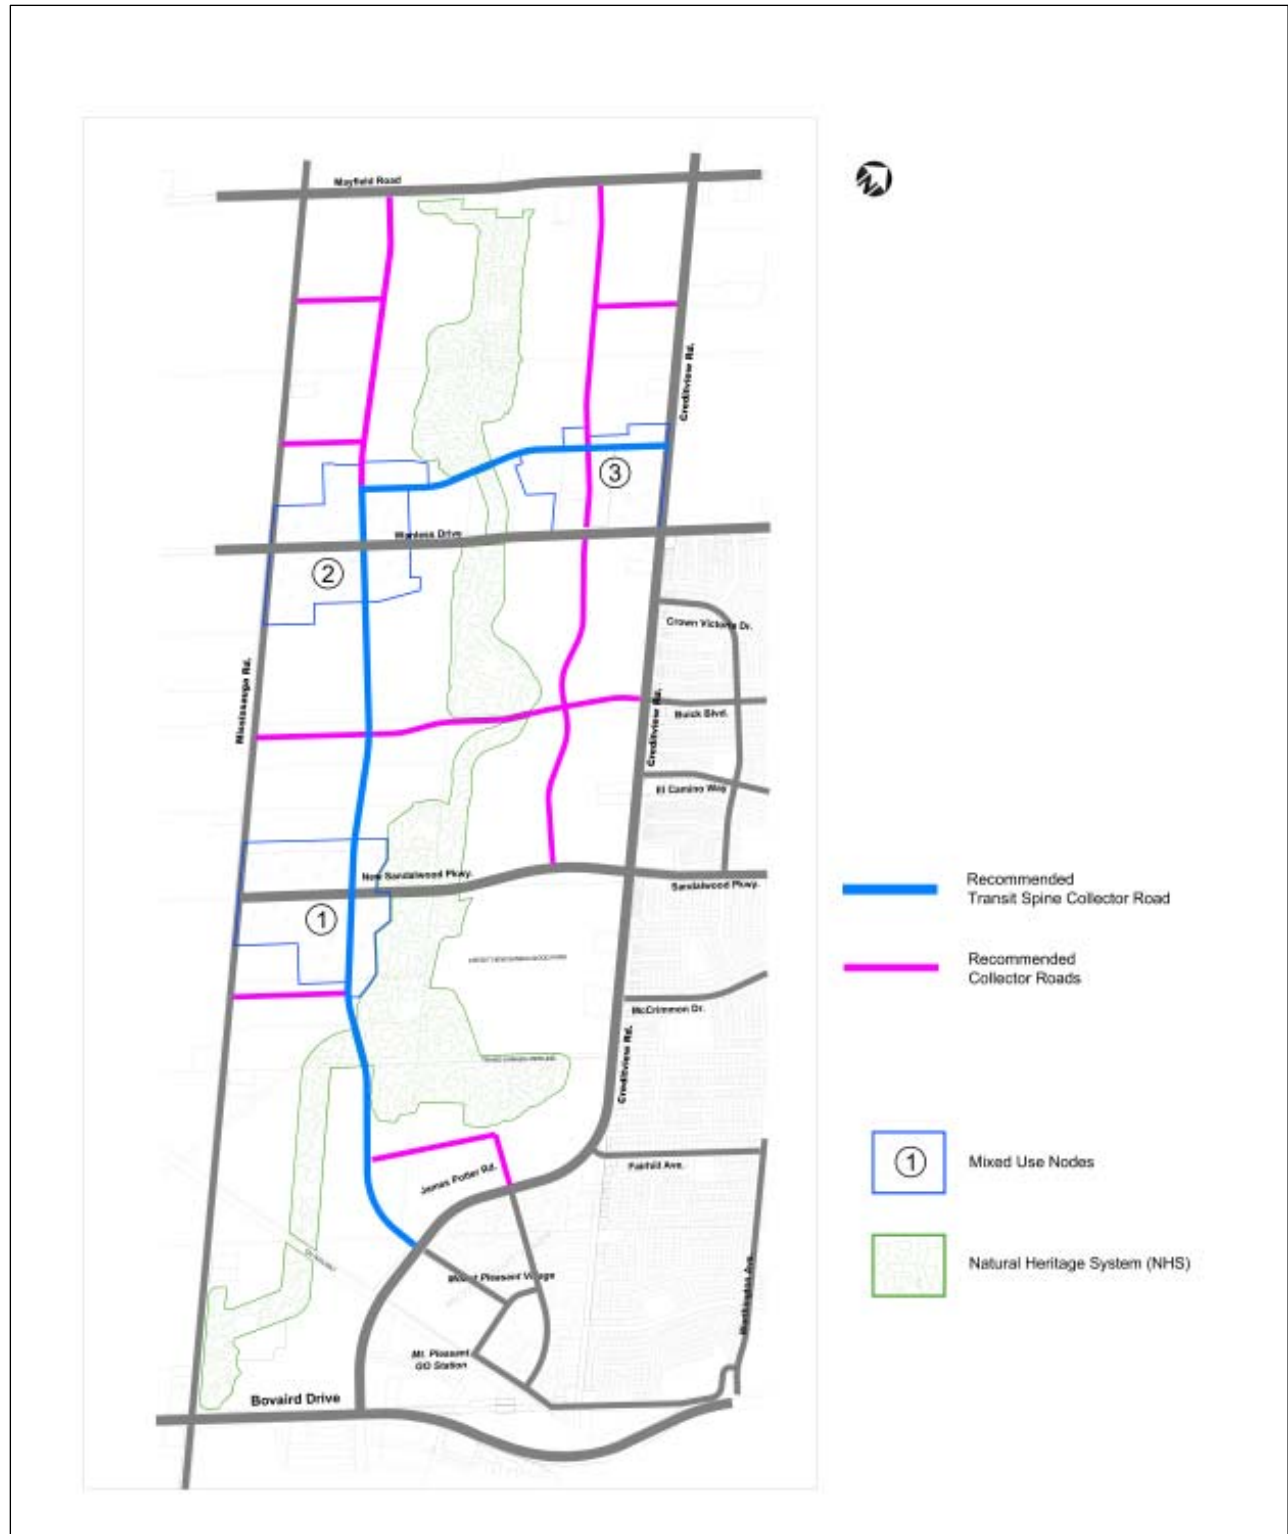 Mayfield Road
N
Creditview Rd.
3
Wanless Drive
2
Crown Victoria Dr.
Mississauga Rd.
Creditview Rd.
Buick Blvd.
El Camino Way
New Sandalwood Pkwy.
Sandalwood Pkwy.
1
Recommended
Transit Spine Collector Road
Recommended
Collector Roads
McCrimmon Dr.
Creditview Rd.
Fairhill Ave.
James Potter Rd.
1
Mixed Use Nodes
Mount Pleasant Village
Natural Heritage System (NHS)
Worthington Ave.
Mt. Pleasant
GO Station
Bovaird Drive